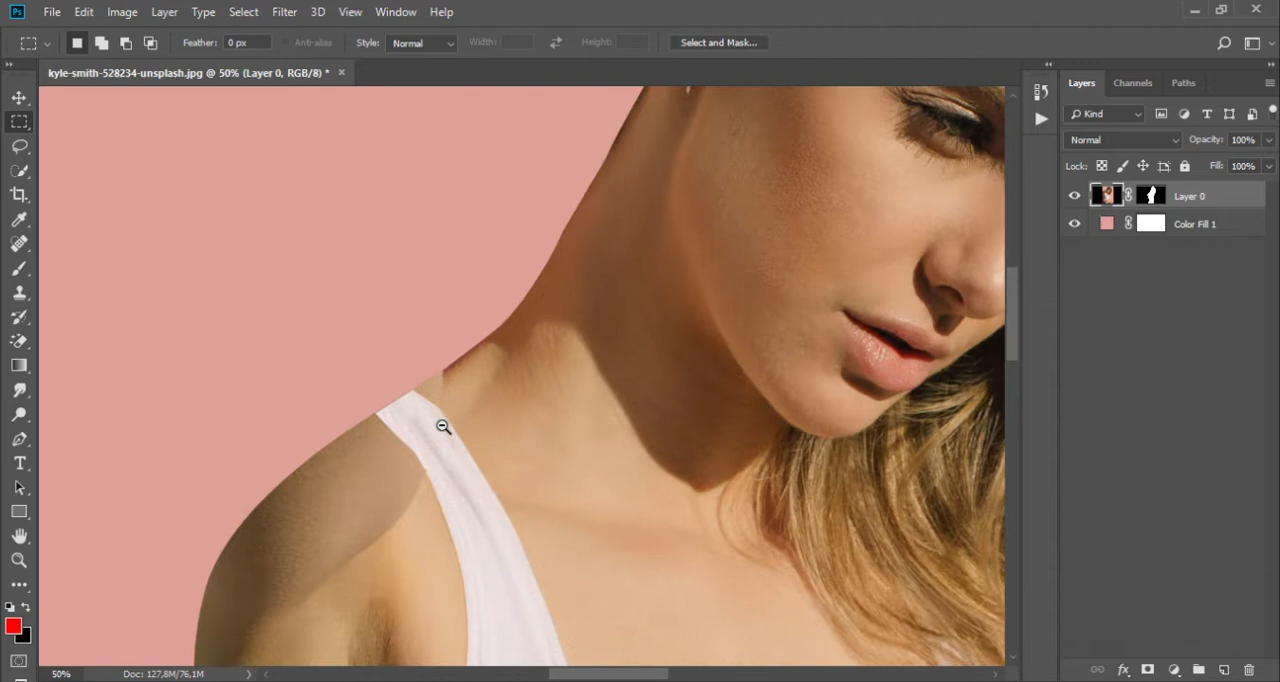 Ps File Edit Image Layer Type Select Filter 3D View Window Help
Feather: 0 px Anti-alias Style: Normal Width: Height: Select and Mask...
kyle-smith-528234-unsplash.jpg @ 50% (Layer 0, RGB/8) * ×
Layers Channels Paths
Kind
Normal Opacity: 100%
Lock: Fill: 100%
Layer 0
Color Fill 1
50% Doc: 127,8M/76,1M